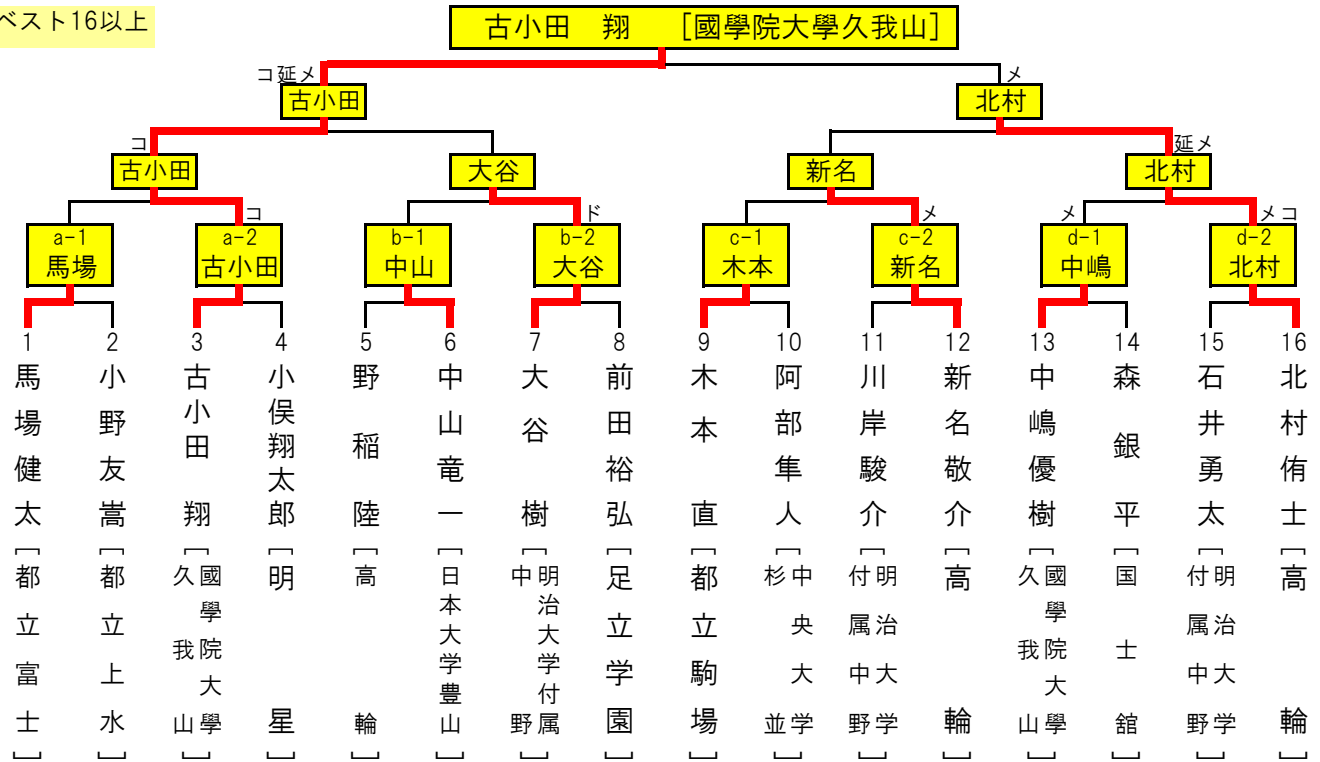 ベスト16以上
古小田　翔　［國學院大學久我山］
コ延メ
メ
古小田
北村
コ
延メ
古小田
大谷
新名
北村
コ
ド
メ
メ
メコ
a-1
馬場
a-2
古小田
b-1
中山
b-2
大谷
c-1
木本
c-2
新名
d-1
中嶋
d-2
北村
1
馬場健太
［都立富士］
2
小野友嵩
［都立上水］
3
古小田　翔
［國學院大學久我山］
4
小俣翔太郎
［明星］
5
野稲陸
［高輪］
6
中山竜一
［日本大学豊山］
7
大谷　樹
［明治大学付属中野］
8
前田裕弘
［足立学園］
9
木本　直
［都立駒場］
10
阿部隼人
［中央大学杉並］
11
川岸駿介
［明治大学付属中野］
12
新名敬介
［高輪］
13
中嶋優樹
［國學院大學久我山］
14
森銀平
［国士舘］
15
石井勇太
［明治大学付属中野］
16
北村侑士
［高輪］